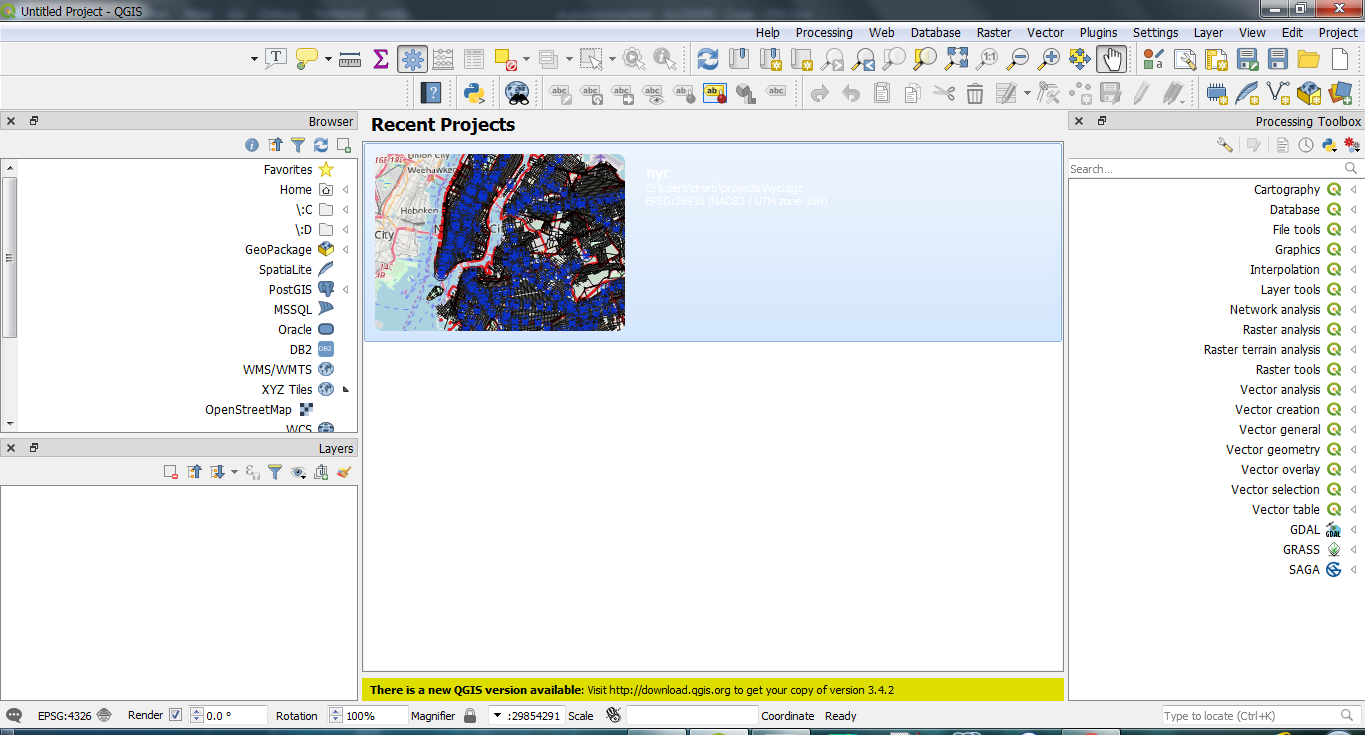 Untitled Project - QGIS
Help Processing Web Database Raster Vector Plugins Settings Layer View Edit Project
Browser
Favorites
Home
\:C
\:D
GeoPackage
SpatiaLite
PostGIS
MSSQL
Oracle
DB2
WMS/WMTS
XYZ Tiles
OpenStreetMap
WCS
Layers
Recent Projects
Union City
Weehawken
Hoboken
City
nyc
C:\Users\drorb\projects\nyc.qgz
EPSG:26918 (NAD83 / UTM zone 18N)
There is a new QGIS version available: Visit http://download.qgis.org to get your copy of version 3.4.2
Processing Toolbox
Search...
Cartography
Database
File tools
Graphics
Interpolation
Layer tools
Network analysis
Raster analysis
Raster terrain analysis
Raster tools
Vector analysis
Vector creation
Vector general
Vector geometry
Vector overlay
Vector selection
Vector table
GDAL
GRASS
SAGA
EPSG:4326 Render 0.0 ° Rotation 100% Magnifier :29854291 Scale Coordinate Ready Type to locate (Ctrl+K)